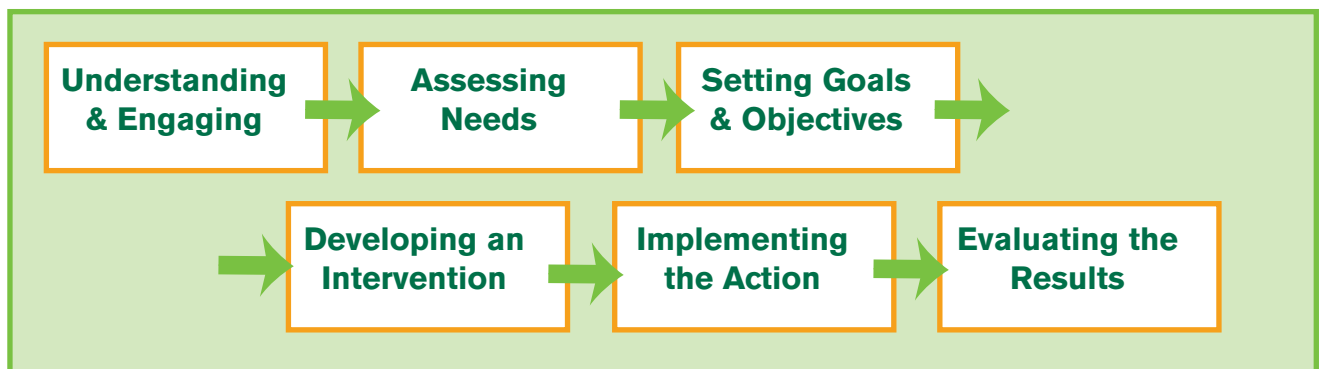 Understanding
& Engaging
Assessing
Needs
Setting Goals
& Objectives
Developing an
Intervention
Implementing
the Action
Evaluating the
Results